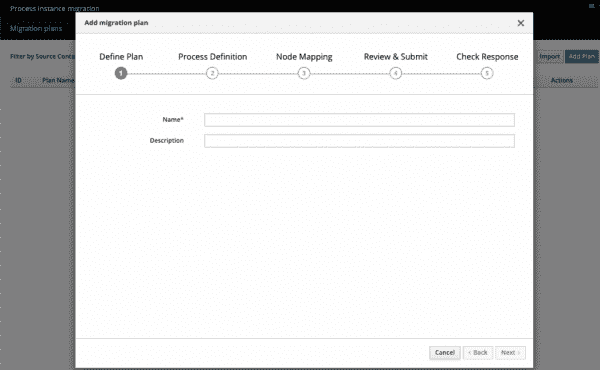 Process instance migration
Migration plans
Add migration plan
Define Plan Process Definition Node Mapping Review & Submit Check Response
1 2 3 4 5
Filter by Source Conta
Import Add Plan
ID Plan Name Actions
Name*
Description
Cancel < Back Next >